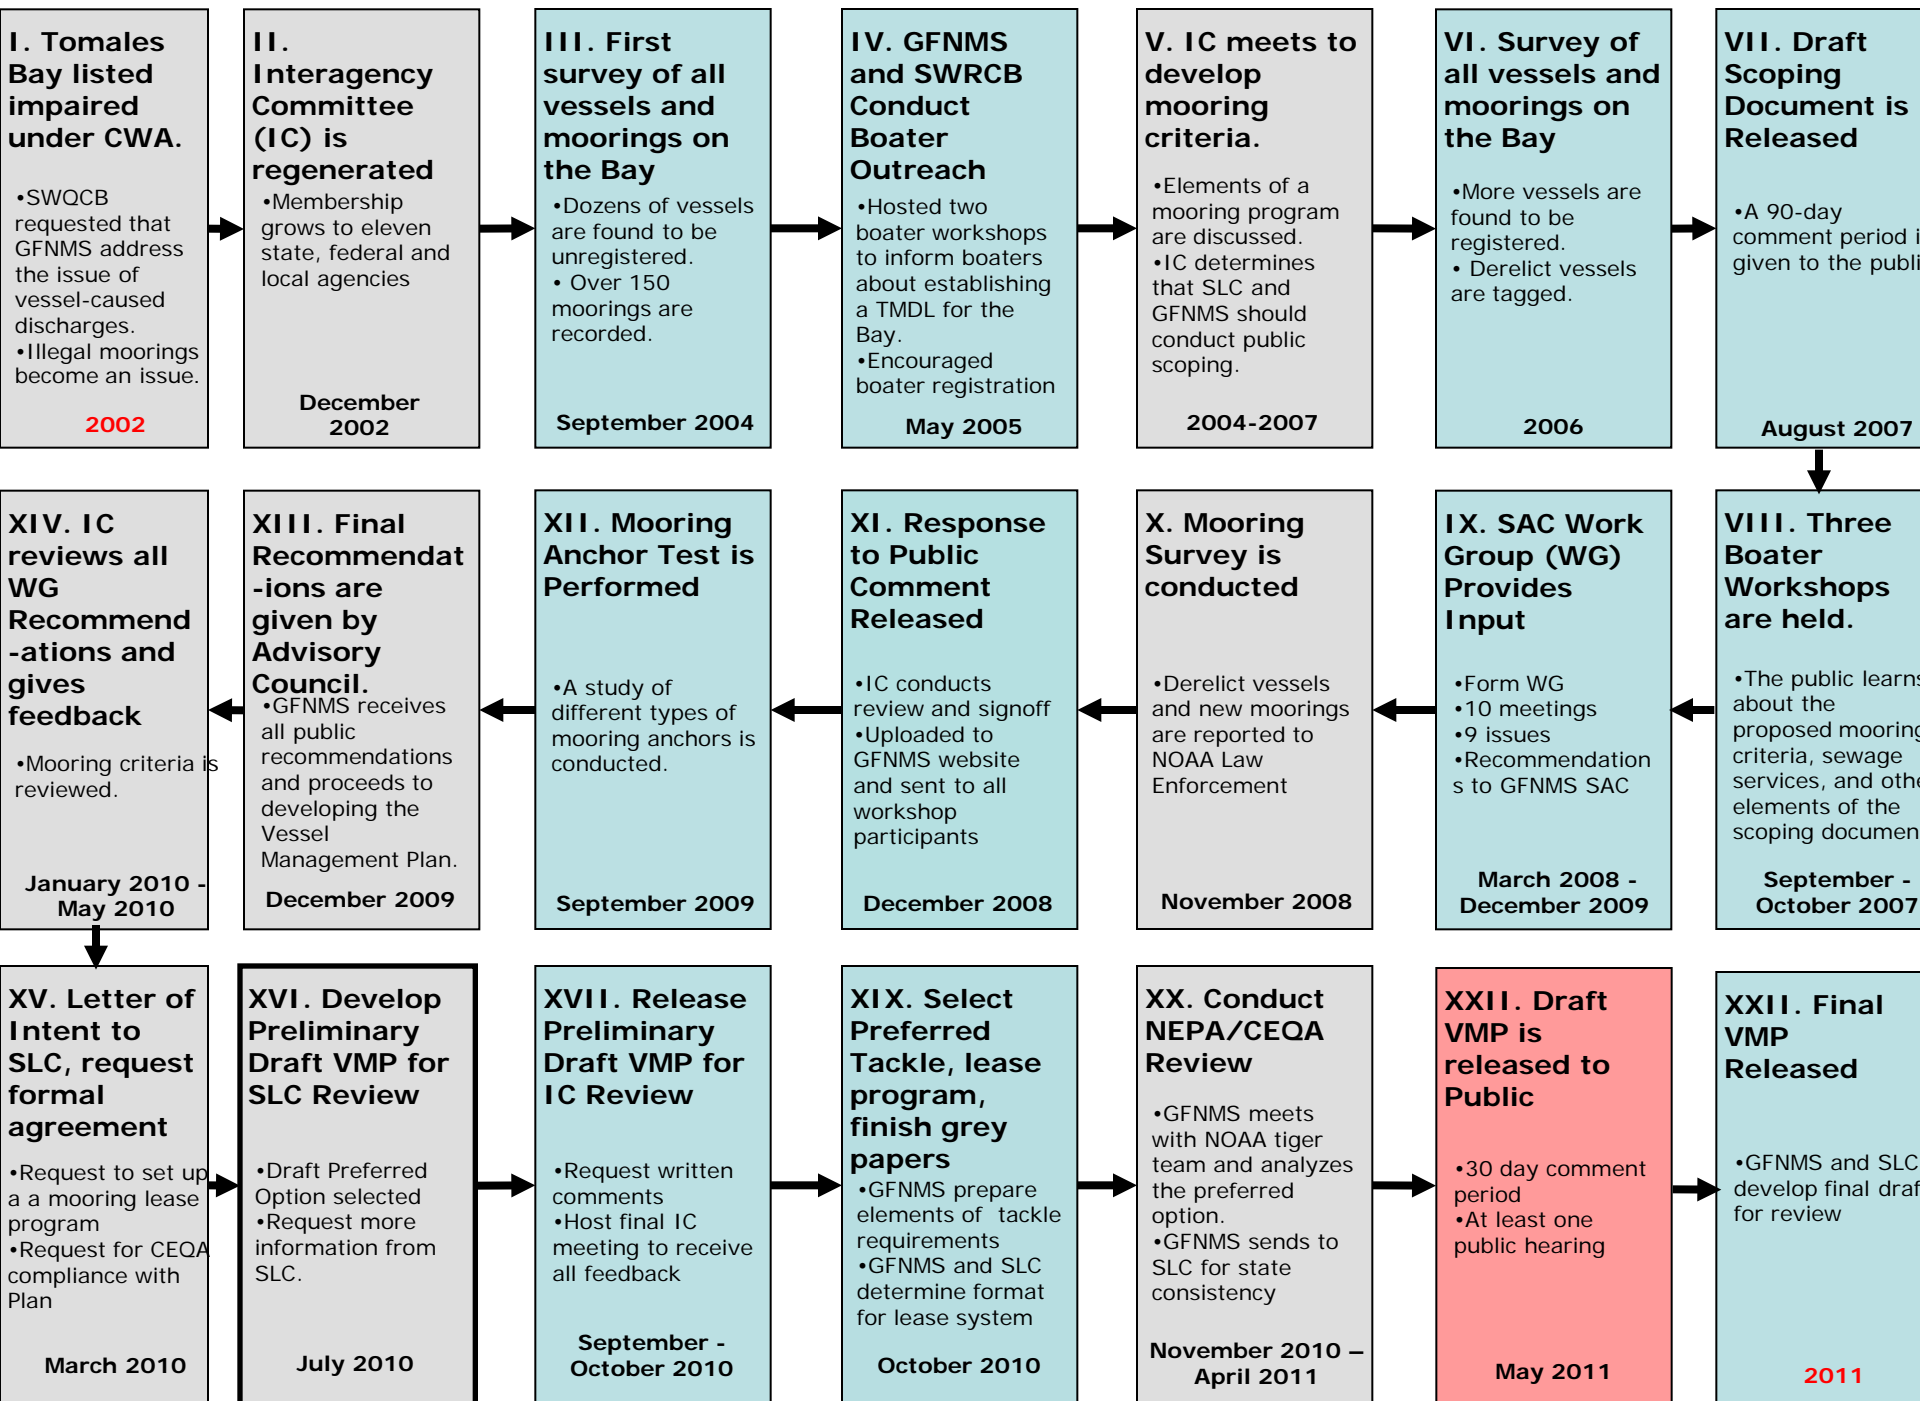 I. Tomales
Bay listed
impaired
under CWA.
•SWQCB
requested that
GFNMS address
the issue of
vessel-caused
discharges.
•Illegal moorings
become an issue.
2002
II.
Interagency
Committee
(IC) is
regenerated
•Membership
grows to eleven
state, federal and
local agencies
December
2002
III. First
survey of all
vessels and
moorings on
the Bay
•Dozens of vessels
are found to be
unregistered.
• Over 150
moorings are
recorded.
September 2004
IV. GFNMS
and SWRCB
Conduct
Boater
Outreach
•Hosted two
boater workshops
to inform boaters
about establishing
a TMDL for the
Bay.
•Encouraged
boater registration
May 2005
V. IC meets to
develop
mooring
criteria.
•Elements of a
mooring program
are discussed.
•IC determines
that SLC and
GFNMS should
conduct public
scoping.
2004-2007
VI. Survey of
all vessels and
moorings on
the Bay
•More vessels are
found to be
registered.
• Derelict vessels
are tagged.
2006
VII. Draft
Scoping
Document is
Released
•A 90-day
comment period i
given to the publi
August 2007
VIII. Three
Boater
Workshops
are held.
•The public learns
about the
proposed mooring
criteria, sewage
services, and othe
elements of the
scoping documen
September -
October 2007
IX. SAC Work
Group (WG)
Provides
Input
•Form WG
•10 meetings
•9 issues
•Recommendation
s to GFNMS SAC
March 2008 -
December 2009
X. Mooring
Survey is
conducted
•Derelict vessels
and new moorings
are reported to
NOAA Law
Enforcement
November 2008
XI. Response
to Public
Comment
Released
•IC conducts
review and signoff
•Uploaded to
GFNMS website
and sent to all
workshop
participants
December 2008
XII. Mooring
Anchor Test is
Performed
•A study of
different types of
mooring anchors is
conducted.
September 2009
XIII. Final
Recommendat
-ions are
given by
Advisory
Council.
•GFNMS receives
all public
recommendations
and proceeds to
developing the
Vessel
Management Plan.
December 2009
XIV. IC
reviews all
WG
Recommend
-ations and
gives
feedback
•Mooring criteria is
reviewed.
January 2010 -
May 2010
XV. Letter of
Intent to
SLC, request
formal
agreement
•Request to set up
a a mooring lease
program
•Request for CEQA
compliance with
Plan
March 2010
XVI. Develop
Preliminary
Draft VMP for
SLC Review
•Draft Preferred
Option selected
•Request more
information from
SLC.
July 2010
XVII. Release
Preliminary
Draft VMP for
IC Review
•Request written
comments
•Host final IC
meeting to receive
all feedback
September -
October 2010
XIX. Select
Preferred
Tackle, lease
program,
finish grey
papers
•GFNMS prepare
elements of tackle
requirements
•GFNMS and SLC
determine format
for lease system
October 2010
XX. Conduct
NEPA/CEQA
Review
•GFNMS meets
with NOAA tiger
team and analyzes
the preferred
option.
•GFNMS sends to
SLC for state
consistency
November 2010 –
April 2011
XXII. Draft
VMP is
released to
Public
•30 day comment
period
•At least one
public hearing
May 2011
XXII. Final
VMP
Released
•GFNMS and SLC
develop final draf
for review
2011